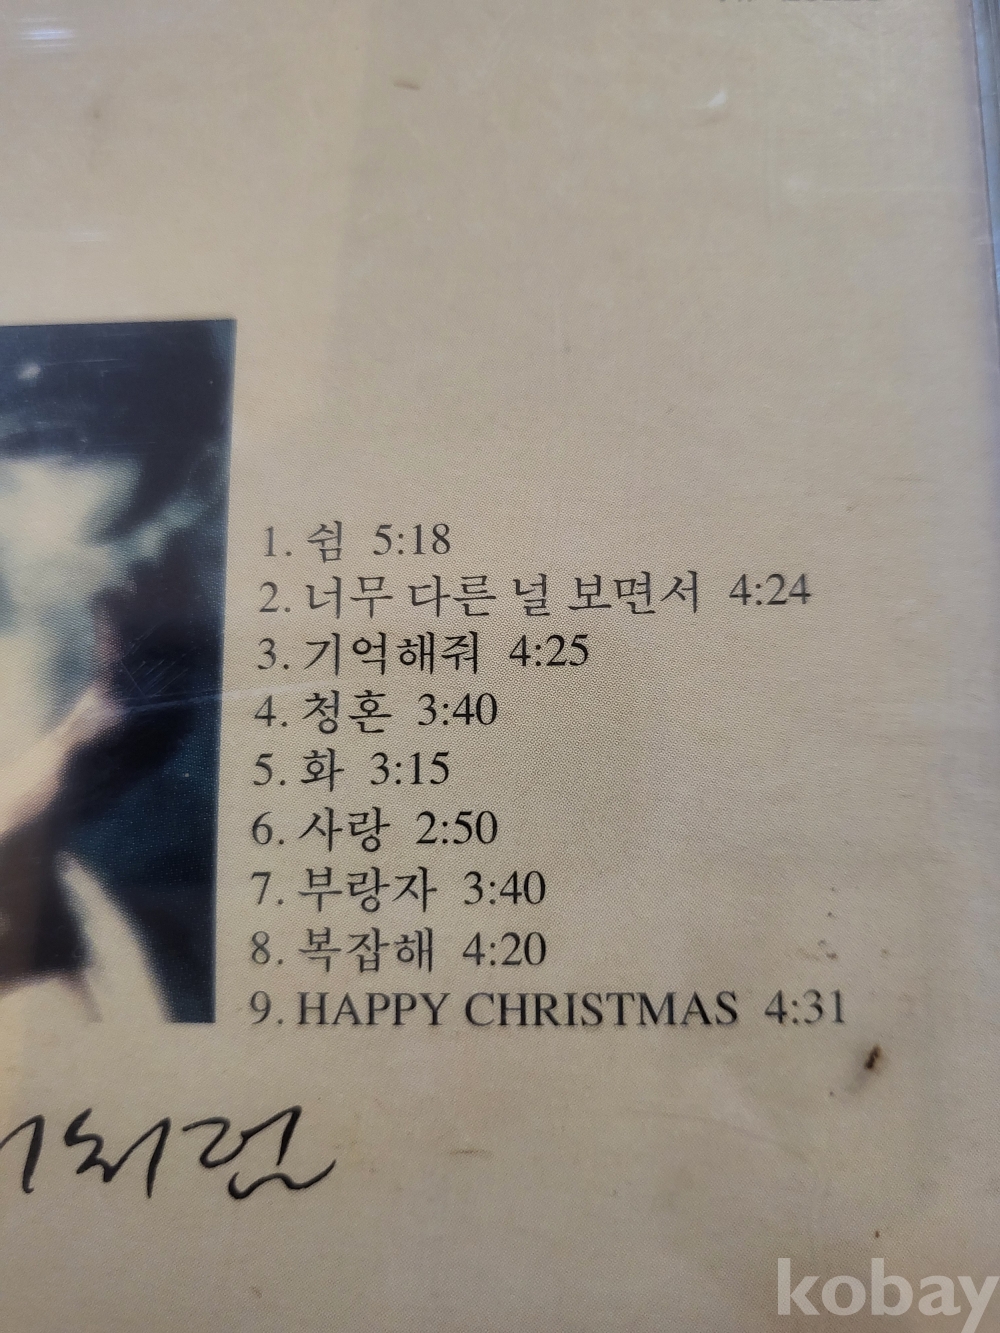 1. 쉼 5:18
2. 너무 다른 널 보면서 4:24
3. 기억해줘 4:25
4. 청혼 3:40
5. 화 3:15
6. 사랑 2:50
7. 부랑자 3:40
8. 복잡해 4:20
9. HAPPY CHRISTMAS 4:31
kobay